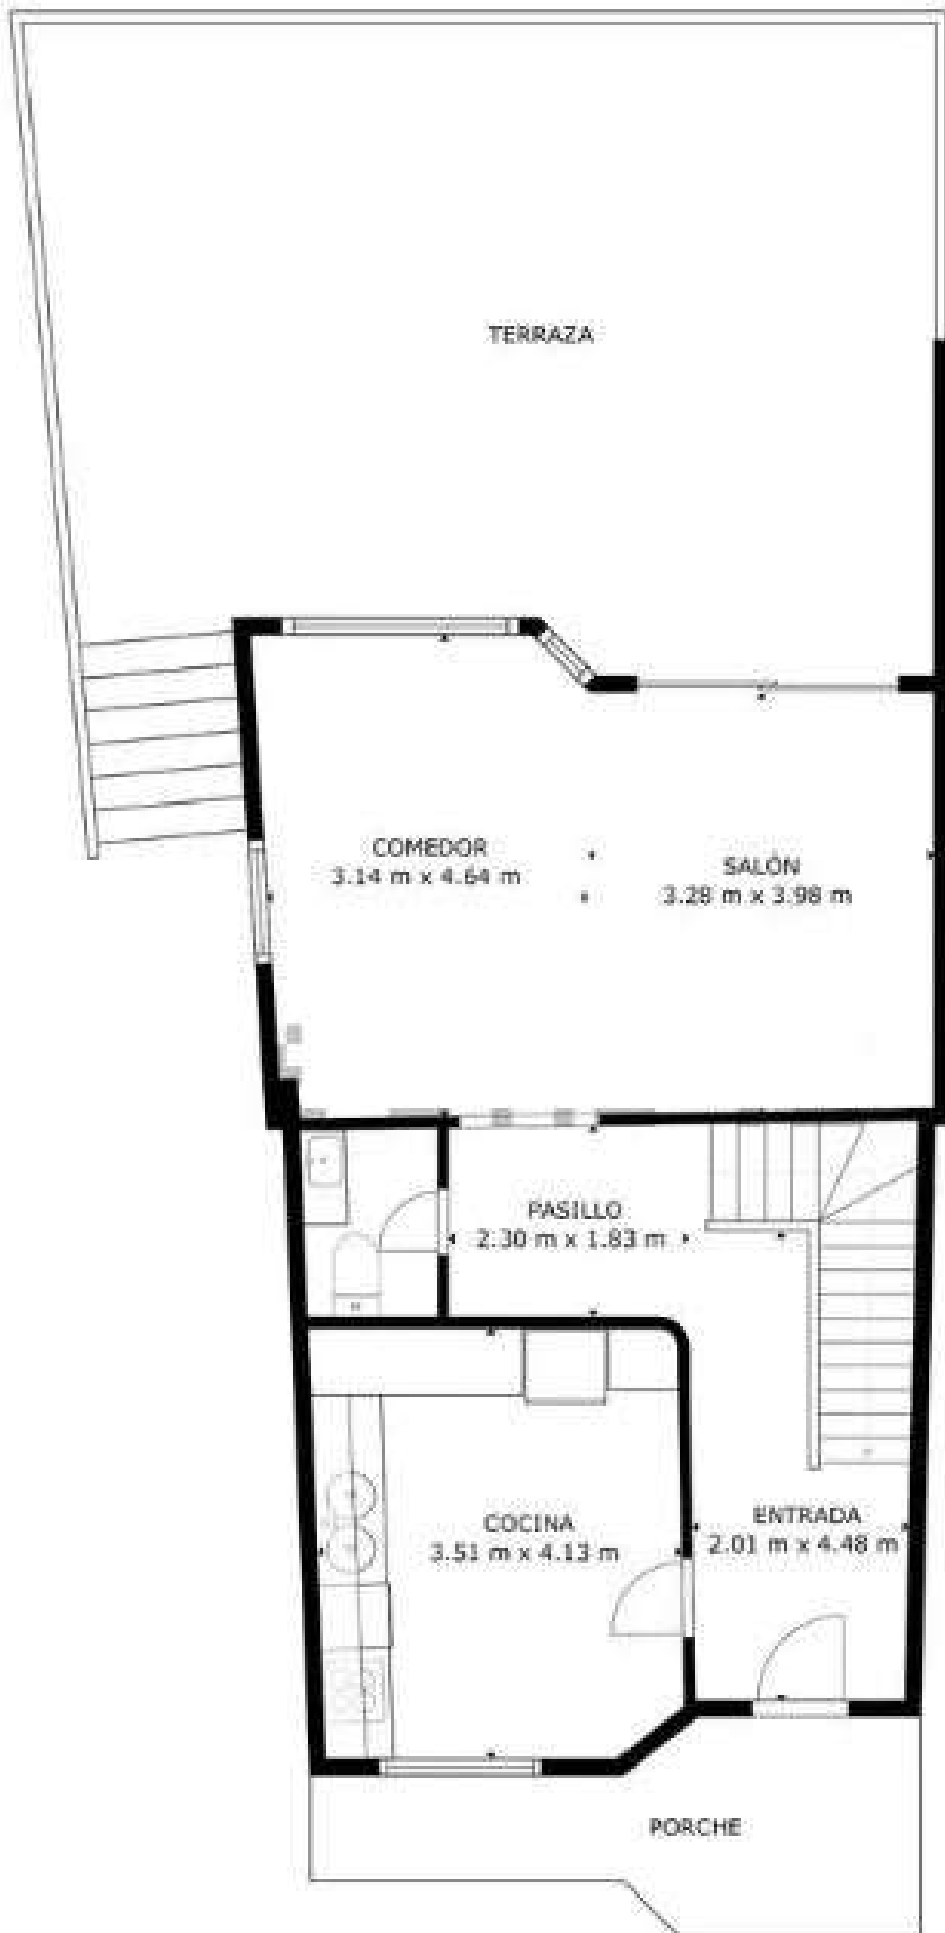 TERRAZA
COMEDOR
3.14 m x 4.64 m
SALÓN
3.28 m x 3.98 m
PASILLO
2.30 m x 1.83 m
COCINA
3.51 m x 4.13 m
ENTRADA
2.01 m x 4.48 m
PORCHE